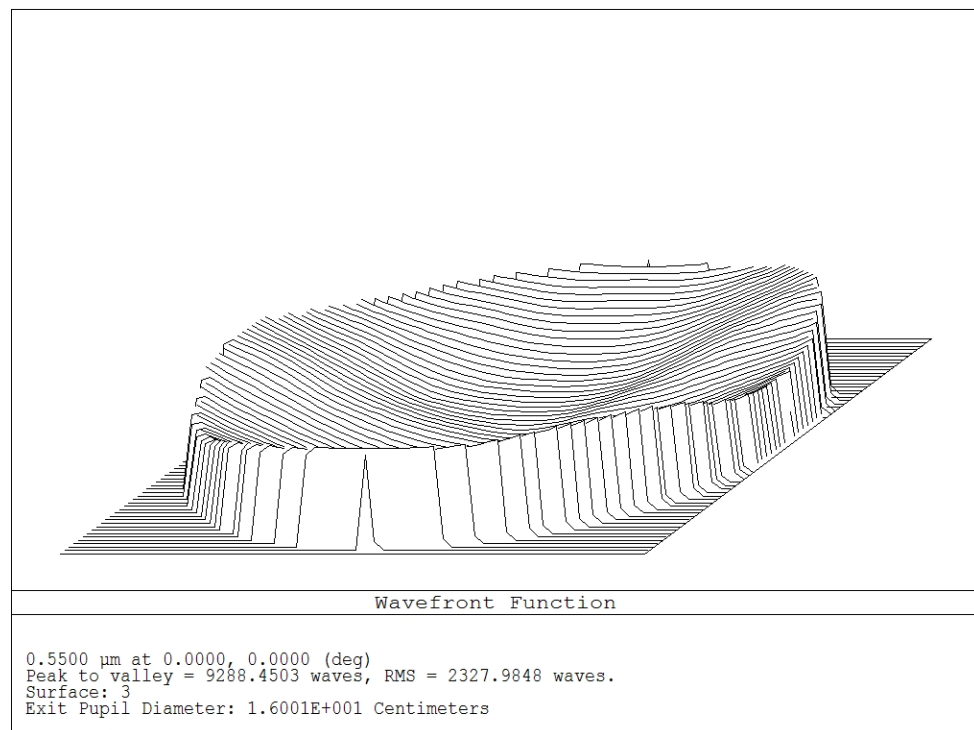 Wavefront Function
0.5500 µm at 0.0000, 0.0000 (deg)
Peak to valley = 9288.4503 waves, RMS = 2327.9848 waves.
Surface: 3
Exit Pupil Diameter: 1.6001E+001 Centimeters